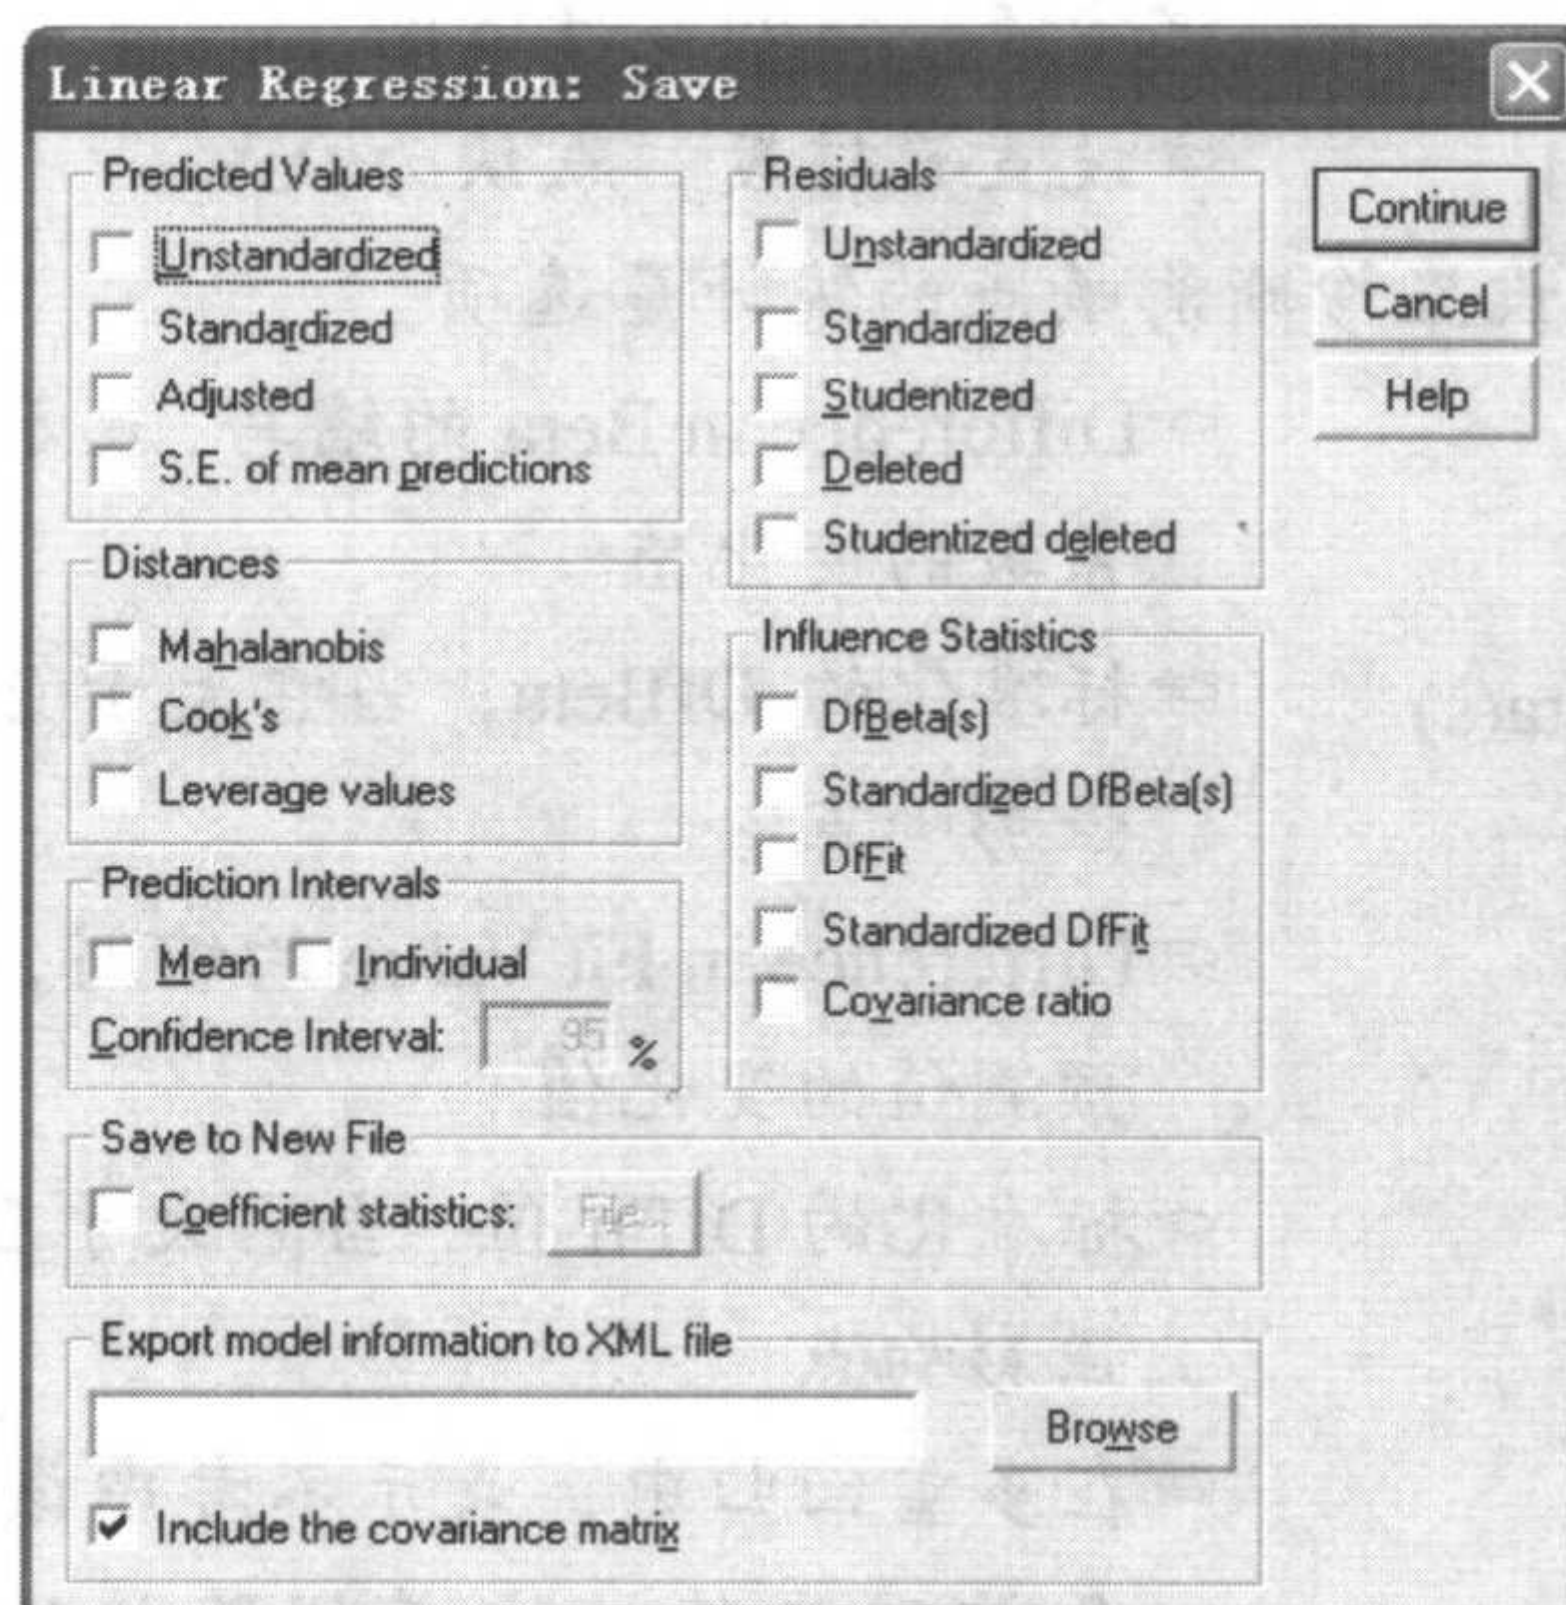 Linear Regression: Save
Predicted Values
Unstandardized
Standardized
Adjusted
S.E. of mean predictions
Distances
Mahalanobis
Cook's
Leverage values
Prediction Intervals
Mean Individual
Confidence Interval: 95 %
Residuals
Unstandardized
Standardized
Studentized
Deleted
Studentized deleted
Influence Statistics
DfBeta(s)
Standardized DfBeta(s)
DfFit
Standardized DfFit
Covariance ratio
Continue
Cancel
Help
Save to New File
Coefficient statistics: File...
Export model information to XML file
Browse
Include the covariance matrix